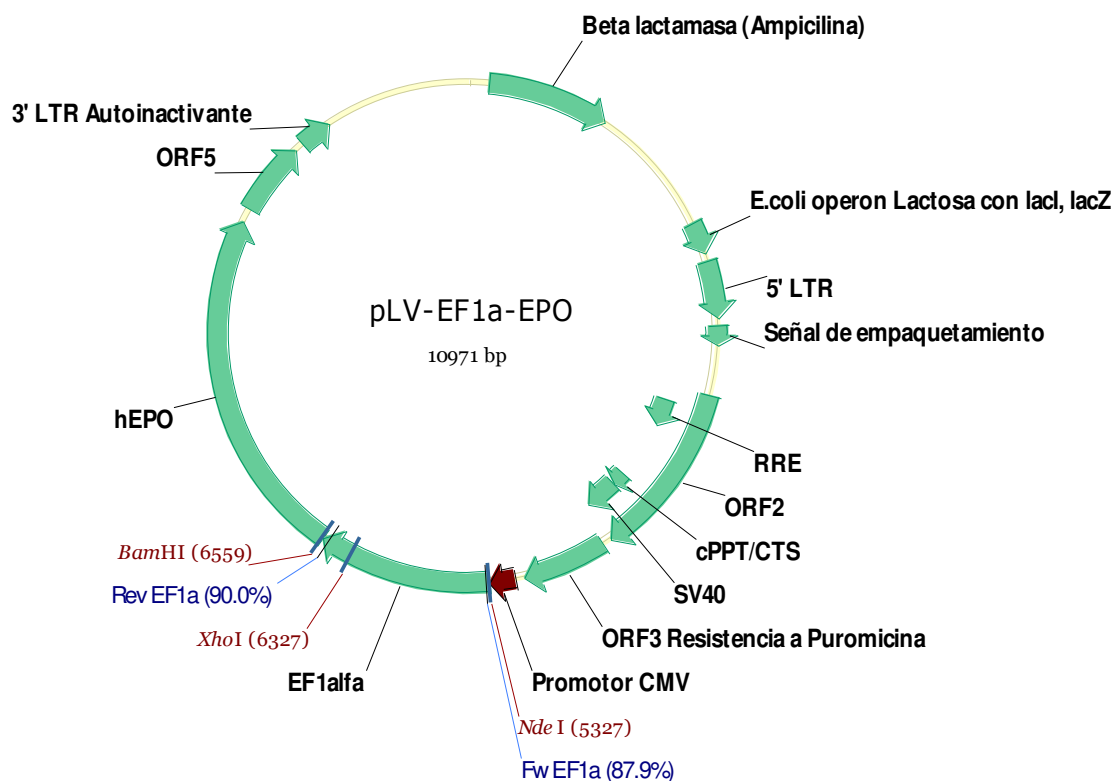 Beta lactamasa (Ampicilina)
3' LTR Autoinactivante
ORF5
E.coli operon Lactosa con lacI, lacZ
5' LTR
Señal de empaquetamiento
pLV-EF1a-EPO
10971 bp
hEPO
RRE
ORF2
cPPT/CTS
SV40
BamHI (6559)
Rev EF1a (90.0%)
XhoI (6327)
ORF3 Resistencia a Puromicina
EF1alfa
Promotor CMV
Nde I (5327)
Fw EF1a (87.9%)